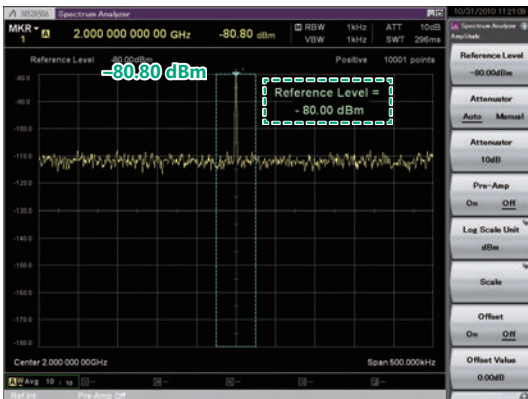 MS2830A Spectrum Analyzer
10/31/2010 11:21:09
MKR
1
2.000 000 000 00 GHz
-80.80 dBm
RBW 1kHz
VBW 1kHz
ATT 10dB
SWT 296ms
Reference Level -80.00dBm
Positive 10001 points
–80.80 dBm
Reference Level =
- 80.00 dBm
-80.0
-90.0
-100.0
-110.0
-120.0
-130.0
-140.0
-150.0
-160.0
-170.0
-180.0
Center 2.000 000 00GHz
Span 500.000kHz
Avg 10 / 10
Ref.Int Pre-Amp Off
Spectrum Analyzer
Amplitude
Reference Level
-80.00dBm
Attenuator
Auto Manual
Attenuator
10dB
Pre-Amp
On Off
Log Scale Unit
dBm
Scale
Offset
On Off
Offset Value
0.00dB